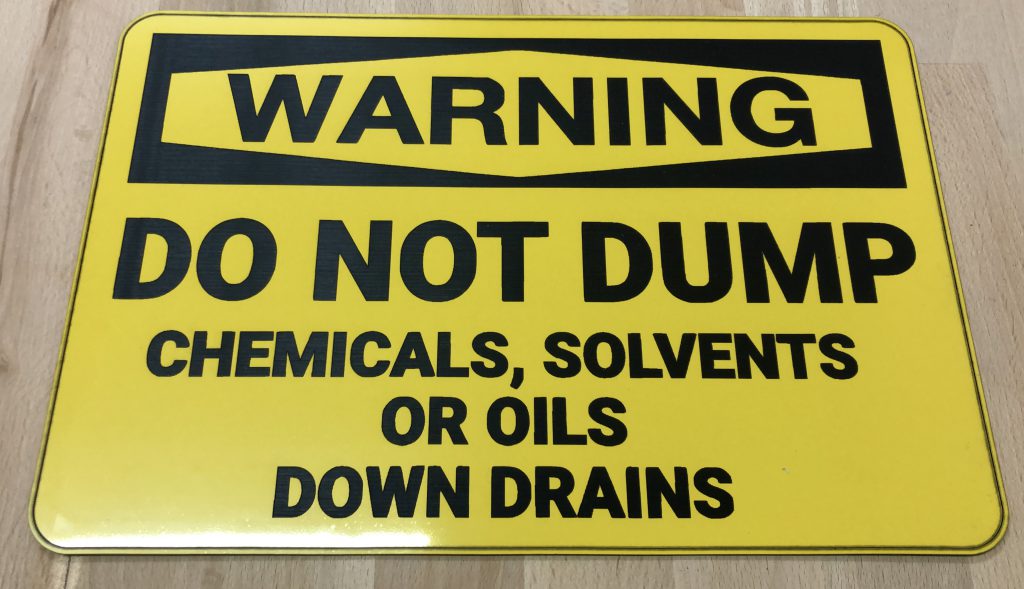 WARNING
DO NOT DUMP
CHEMICALS, SOLVENTS
OR OILS
DOWN DRAINS